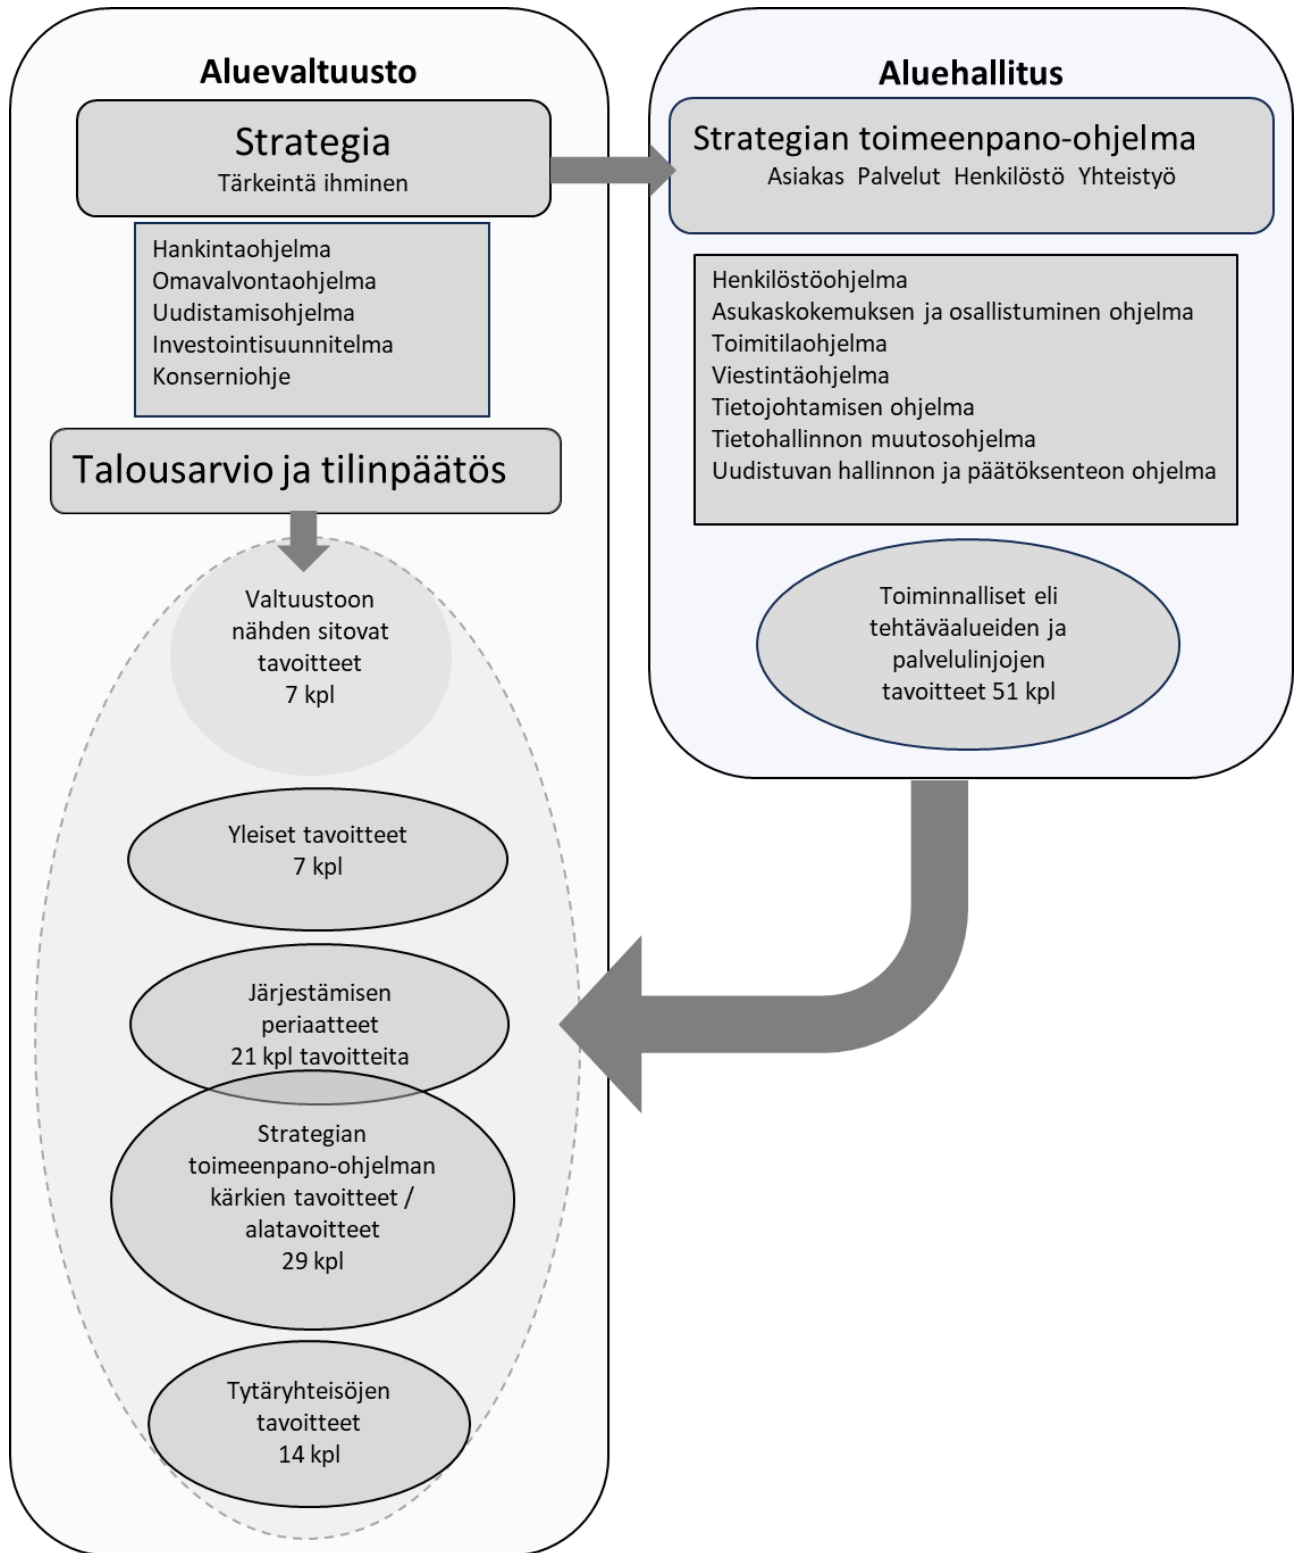 Aluevaltuusto
Strategia
Tärkeintä ihminen
Hankintaohjelma
Omavalvontaohjelma
Uudistamisohjelma
Investointisuunnitelma
Konserniohje
Talousarvio ja tilinpäätös
Valtuustoon
nähden sitovat
tavoitteet
7 kpl
Yleiset tavoitteet
7 kpl
Järjestämisen
periaatteet
21 kpl tavoitteita
Strategian
toimeenpano-ohjelman
kärkien tavoitteet /
alatavoitteet
29 kpl
Tytäryhteisöjen
tavoitteet
14 kpl
Aluehallitus
Strategian toimeenpano-ohjelma
Asiakas Palvelut Henkilöstö Yhteistyö
Henkilöstöohjelma
Asukaskokemuksen ja osallistuminen ohjelma
Toimitilaohjelma
Viestintäohjelma
Tietojohtamisen ohjelma
Tietohallinnon muutosohjelma
Uudistuvan hallinnon ja päätöksenteon ohjelma
Toiminnalliset eli
tehtäväalueiden ja
palvelulinjojen
tavoitteet 51 kpl